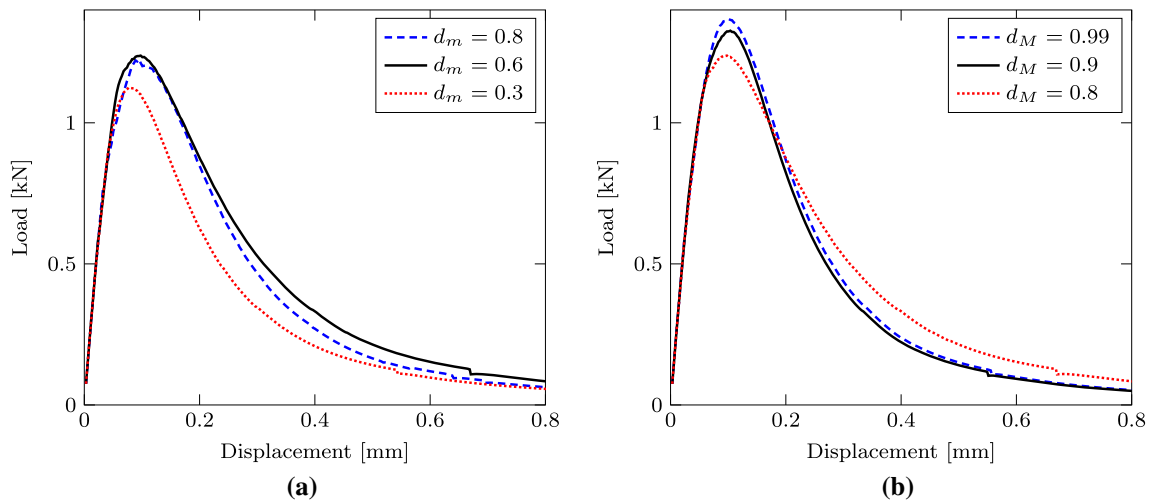 d_m = 0.8
d_m = 0.6
d_m = 0.3
1
0.5
0
Load [kN]
0 0.2 0.4 0.6 0.8
Displacement [mm]
(a)
d_M = 0.99
d_M = 0.9
d_M = 0.8
1
0.5
0
Load [kN]
0 0.2 0.4 0.6 0.8
Displacement [mm]
(b)